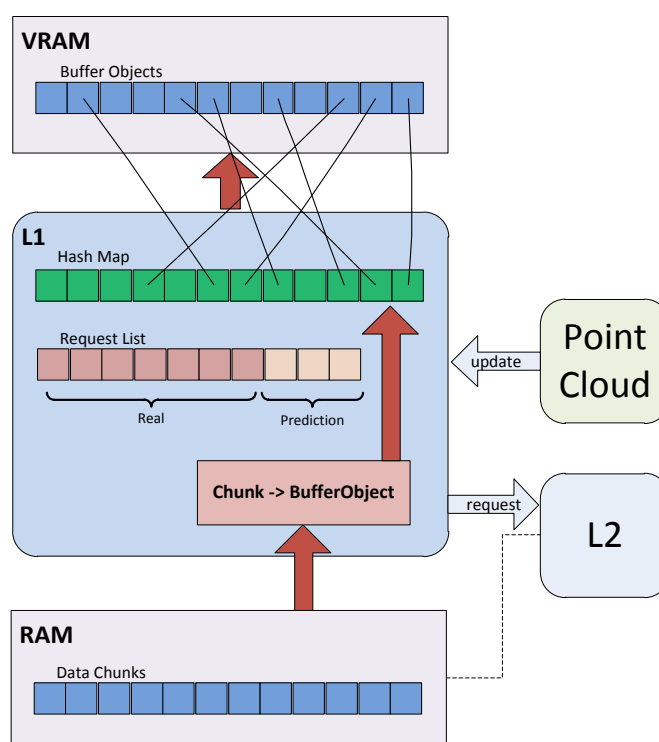 VRAM
Buffer Objects
L1
Hash Map
Request List
Real
Prediction
Chunk -> BufferObject
update
Point
Cloud
request
L2
RAM
Data Chunks